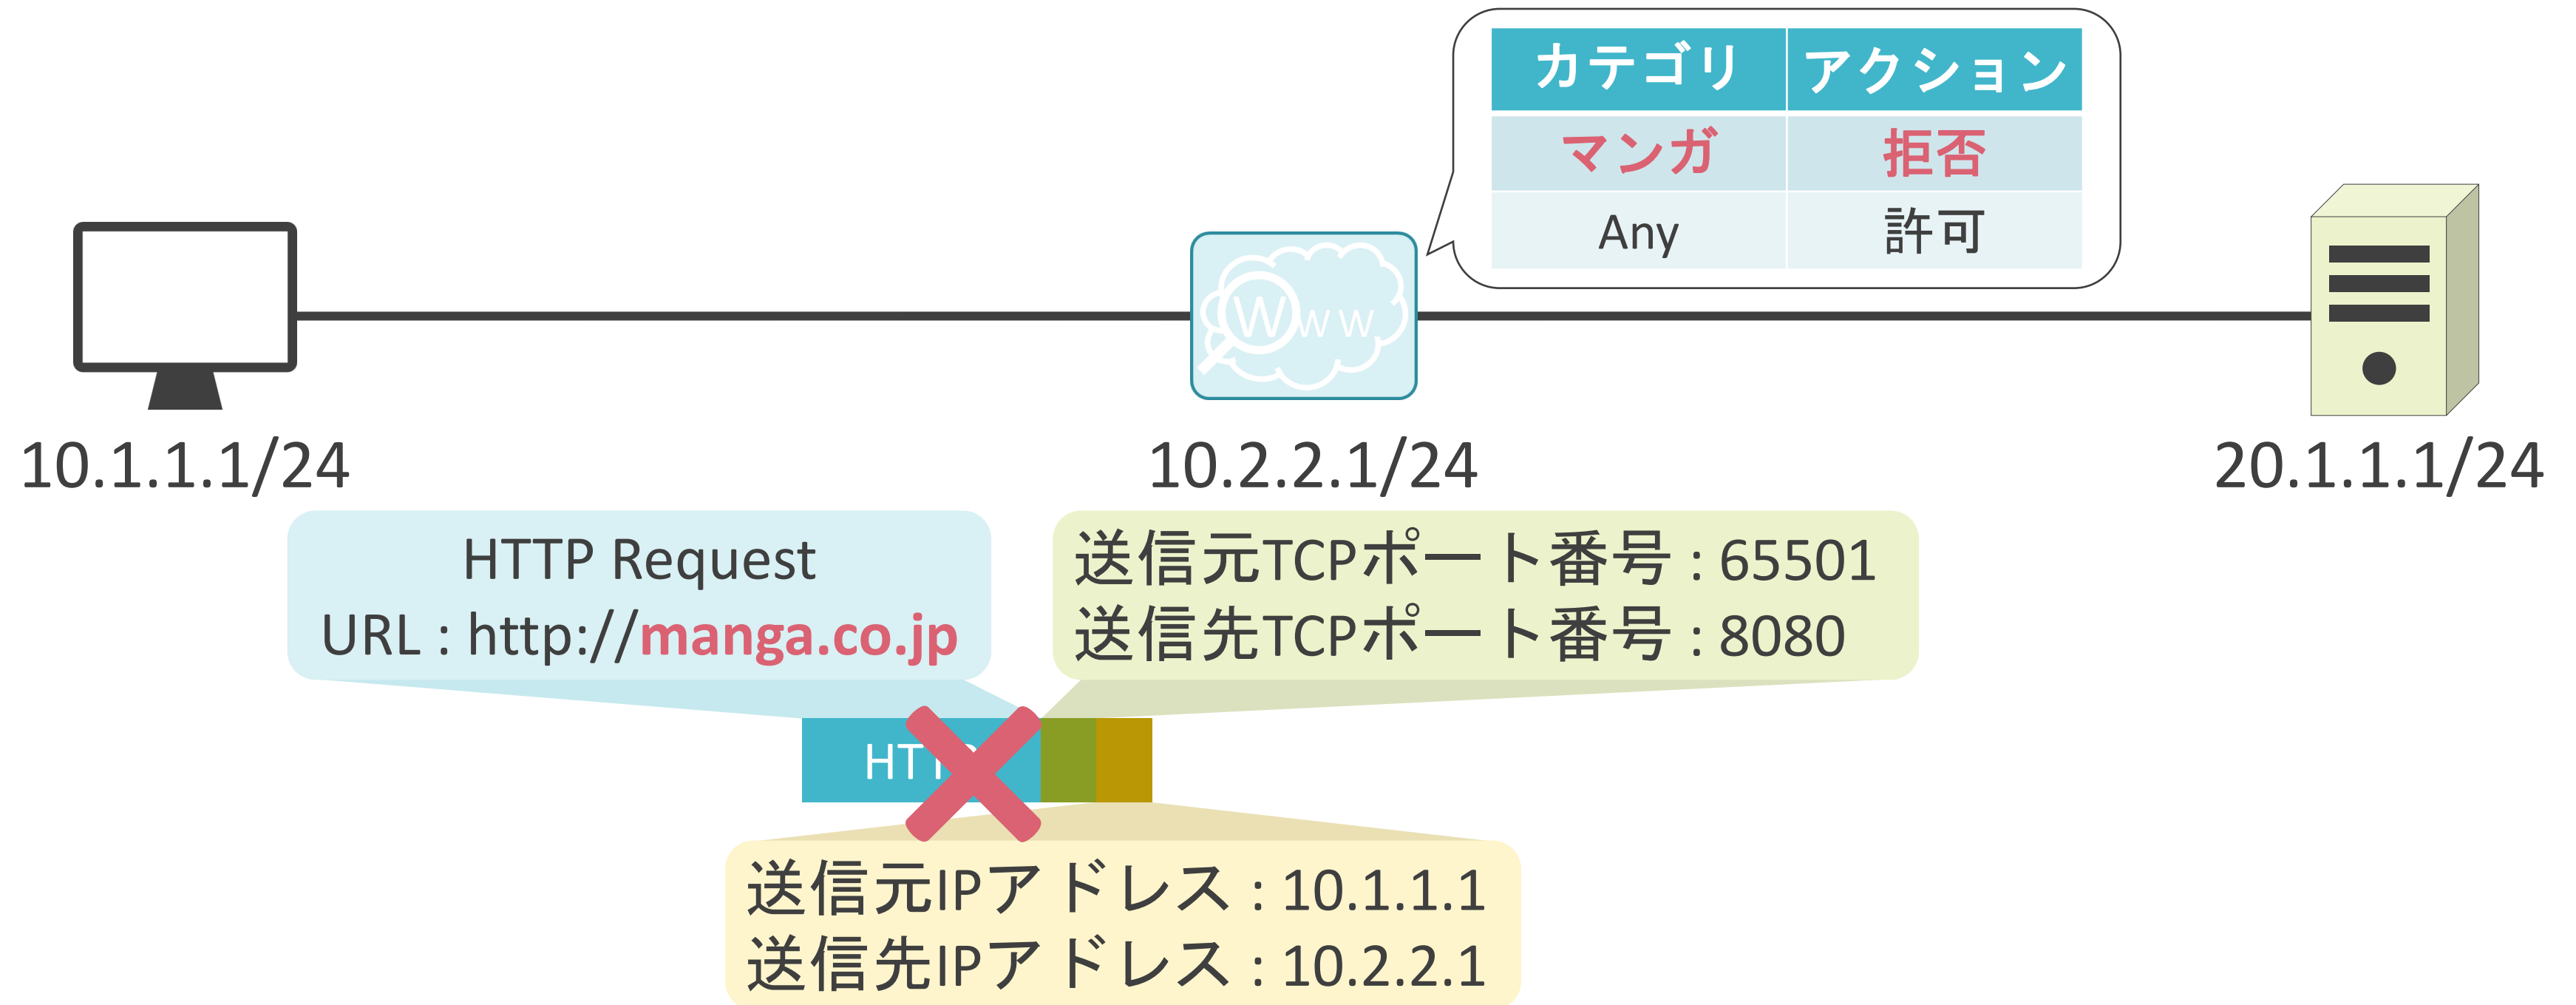 カテゴリ アクション
マンガ 拒否
Any 許可
W W W
10.1.1.1/24
10.2.2.1/24
20.1.1.1/24
HTTP Request
URL : http://manga.co.jp
送信元TCPポート番号 : 65501
送信先TCPポート番号 : 8080
HTTP
送信元IPアドレス : 10.1.1.1
送信先IPアドレス : 10.2.2.1